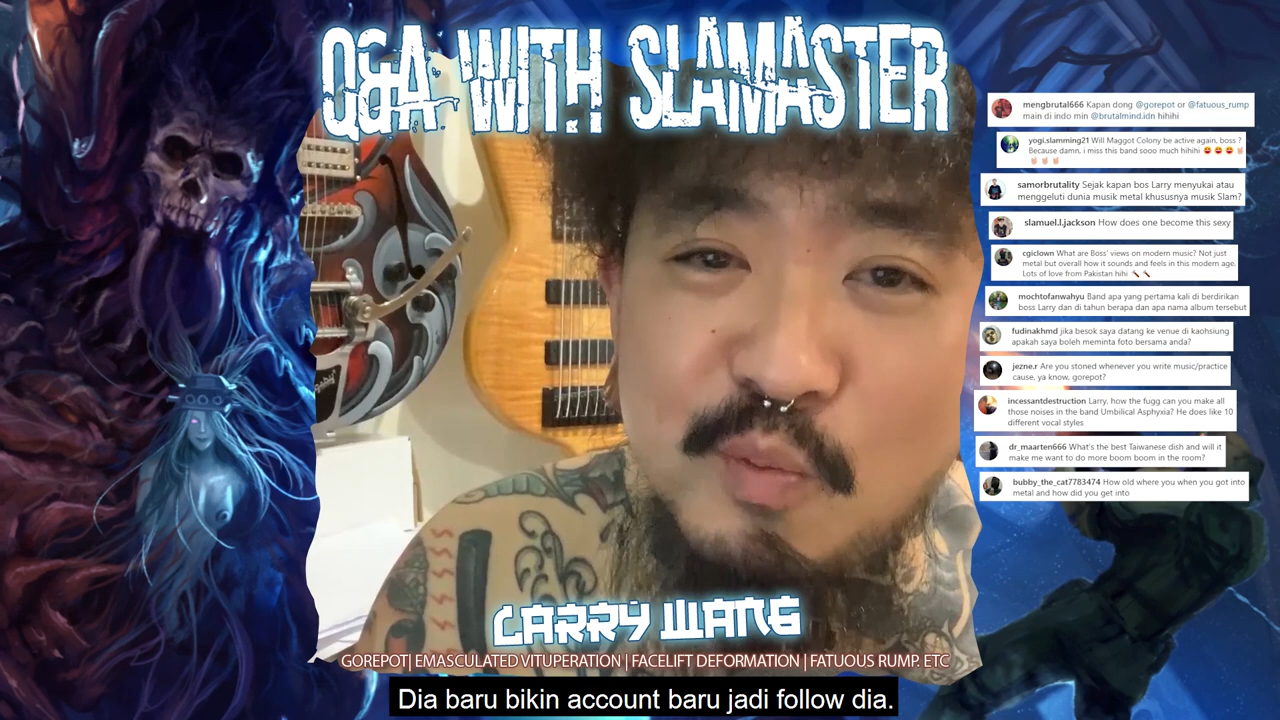 Q&A WITH SLAMASTER
mengbrutal666 Kapan dong @gorepot or @fatuous_rump
main di indo min @brutalmind.idn hihihi
yogi.slamming21 Will Maggot Colony be active again, boss ?
Because damn, i miss this band sooo much hihihi 😍😍😍🤘🏻
🤘🏻🤘🏻🤘🏻
samorbrutality Sejak kapan bos Larry menyukai atau
menggeluti dunia musik metal khususnya musik Slam?
slamuel.l.jackson How does one become this sexy
cgiclown What are Boss' views on modern music? Not just
metal but overall how it sounds and feels in this modern age.
Lots of love from Pakistan hihi
mochtofanwahyu Band apa yang pertama kali di berdirikan
boss Larry dan di tahun berapa dan apa nama album tersebut
fudinakhmd jika besok saya datang ke venue di kaohsiung
apakah saya boleh meminta foto bersama anda?
jezne.r Are you stoned whenever you write music/practice
cause, ya know, gorepot?
incessantdestruction Larry, how the fugg can you make all
those noises in the band Umbilical Asphyxia? He does like 10
different vocal styles
dr_maarten666 What's the best Taiwanese dish and will it
make me want to do more boom boom in the room?
bubby_the_cat7783474 How old where you when you got into
metal and how did you get into
LARRY WANG
GOREPOT| EMASCULATED VITUPERATION | FACELIFT DEFORMATION | FATUOUS RUMP. ETC
Dia baru bikin account baru jadi follow dia.